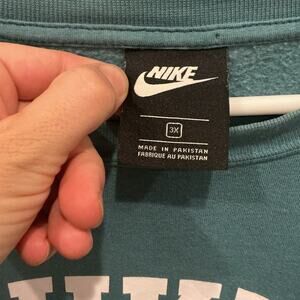 NIKE
3X
MADE IN PAKISTAN
FABRIQUÉ AU PAKISTAN